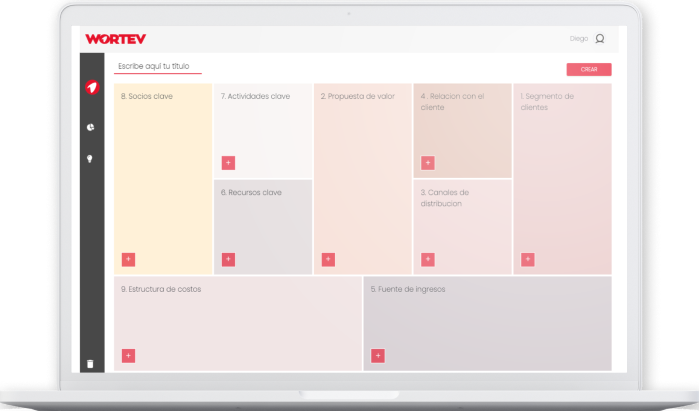 WORTEV
Diego
Escribe aquí tu título
CREAR
8. Socios clave
7. Actividades clave
2. Propuesta de valor
4. Relacion con el
cliente
1. Segmento de
clientes
6. Recursos clave
3. Canales de
distribucion
9. Estructura de costos
5. Fuente de ingresos